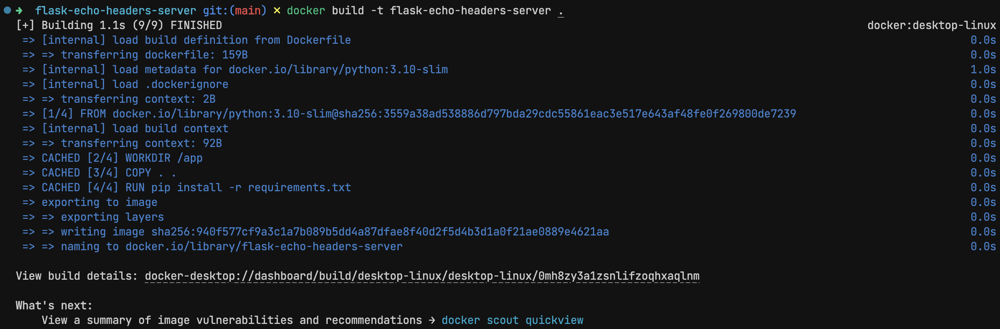 ➜ flask-echo-headers-server git:(main) ✗ docker build -t flask-echo-headers-server .
[+] Building 1.1s (9/9) FINISHED docker:desktop-linux
=> [internal] load build definition from Dockerfile 0.0s
=> => transferring dockerfile: 159B 0.0s
=> [internal] load metadata for docker.io/library/python:3.10-slim 1.0s
=> [internal] load .dockerignore 0.0s
=> => transferring context: 2B 0.0s
=> [1/4] FROM docker.io/library/python:3.10-slim@sha256:3559a38ad538886d797bda29cdc55861eac3e517e643af48fe0f269800de7239 0.0s
=> [internal] load build context 0.0s
=> => transferring context: 92B 0.0s
=> CACHED [2/4] WORKDIR /app 0.0s
=> CACHED [3/4] COPY . . 0.0s
=> CACHED [4/4] RUN pip install -r requirements.txt 0.0s
=> exporting to image 0.0s
=> => exporting layers 0.0s
=> => writing image sha256:940f577cf9a3c1a7b089b5dd4a87dfae8f40d2f5d4b3d1a0f21ae0889e4621aa 0.0s
=> => naming to docker.io/library/flask-echo-headers-server 0.0s
View build details: docker-desktop://dashboard/build/desktop-linux/desktop-linux/0mh8zy3a1zsnlifzoqhxaqlnm
What's next:
View a summary of image vulnerabilities and recommendations → docker scout quickview